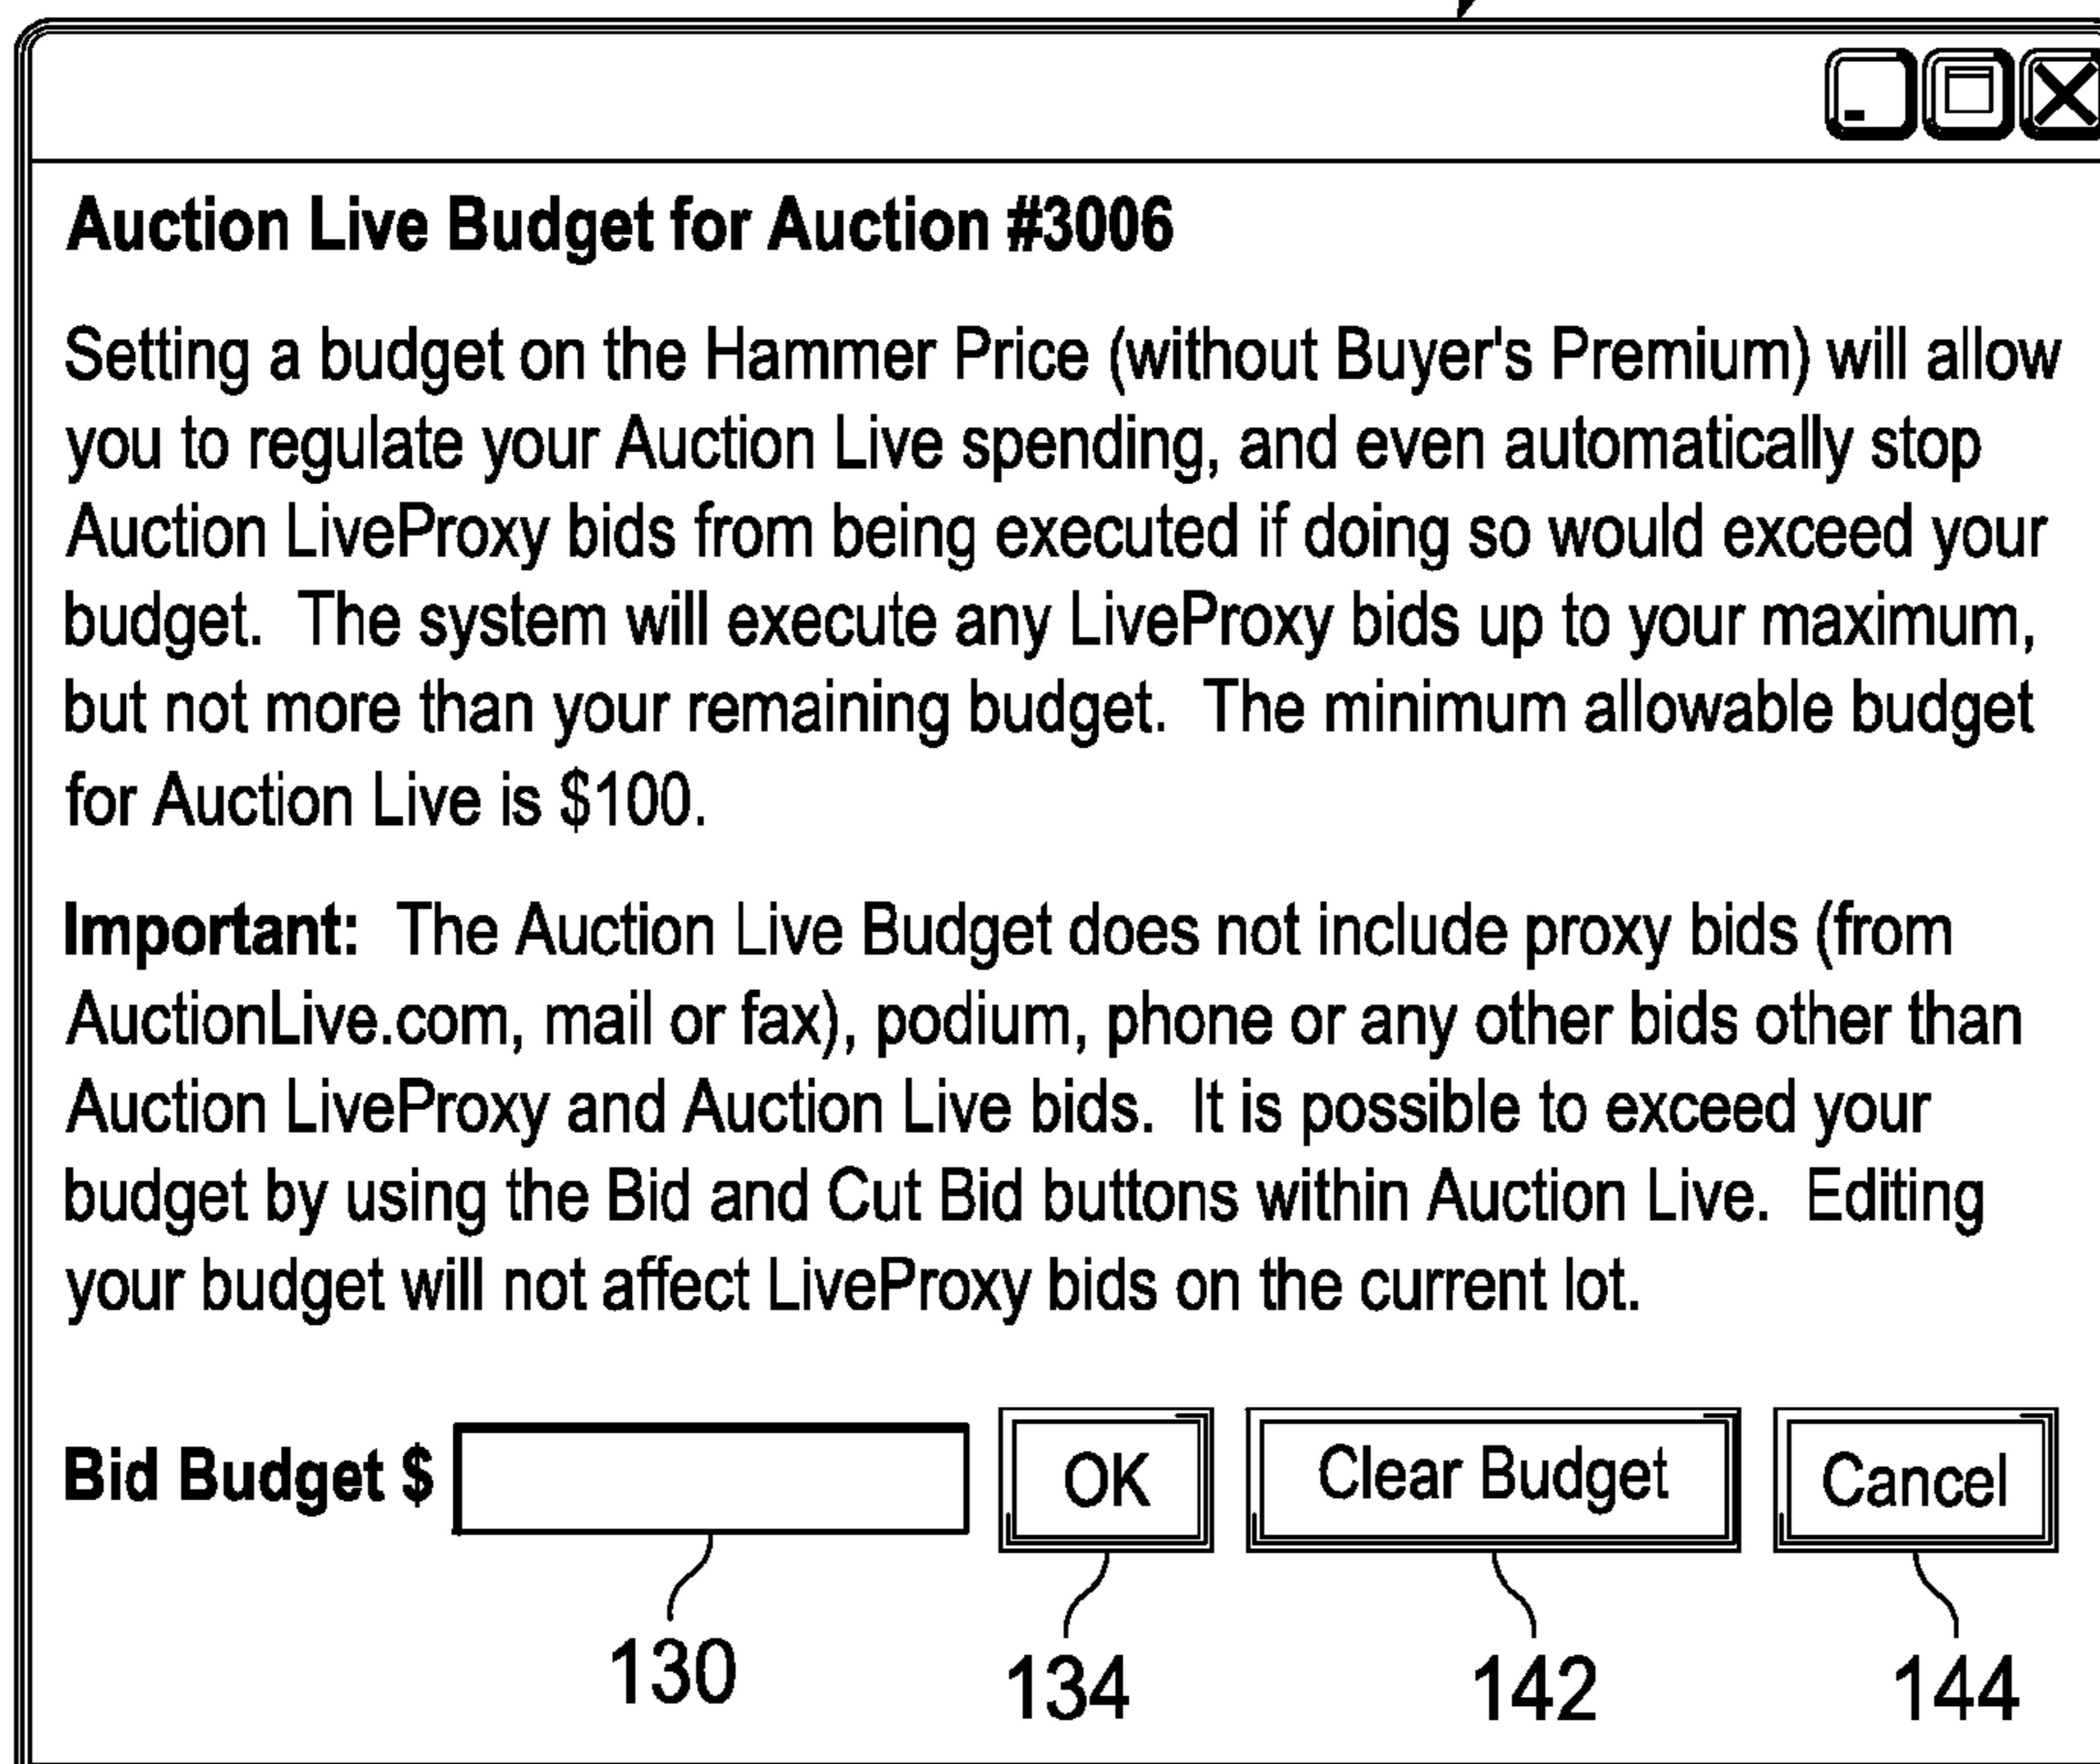 Auction Live Budget for Auction #3006
Setting a budget on the Hammer Price (without Buyer's Premium) will allow
you to regulate your Auction Live spending, and even automatically stop
Auction LiveProxy bids from being executed if doing so would exceed your
budget.  The system will execute any LiveProxy bids up to your maximum,
but not more than your remaining budget.  The minimum allowable budget
for Auction Live is $100.
Important:  The Auction Live Budget does not include proxy bids (from
AuctionLive.com, mail or fax), podium, phone or any other bids other than
Auction LiveProxy and Auction Live bids.  It is possible to exceed your
budget by using the Bid and Cut Bid buttons within Auction Live.  Editing
your budget will not affect LiveProxy bids on the current lot.
Bid Budget $ OK Clear Budget Cancel
130 134 142 144